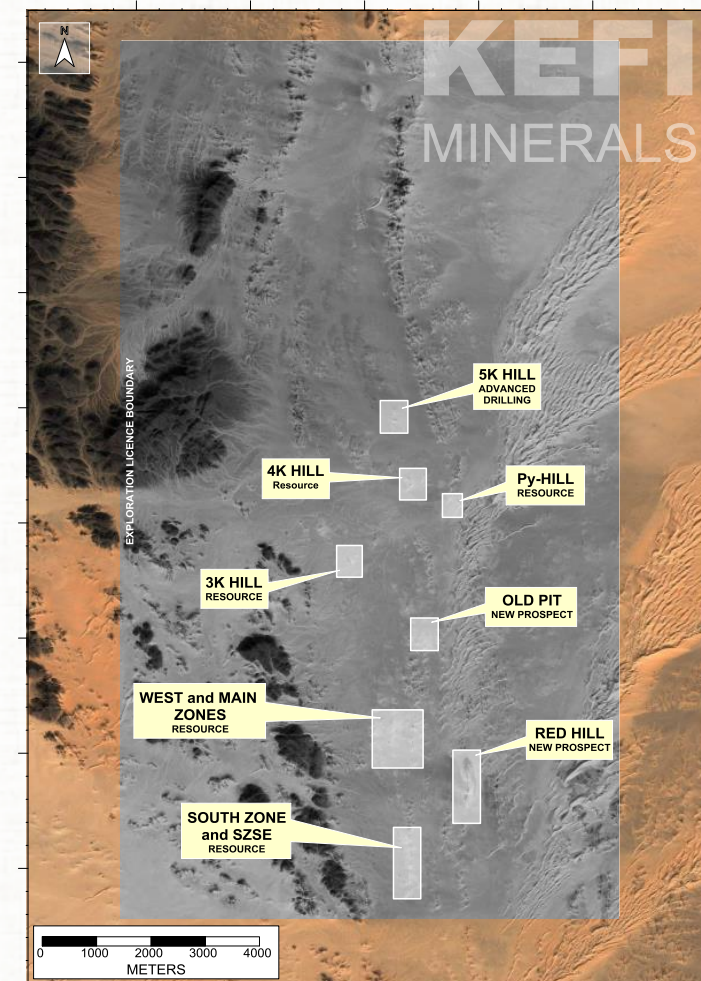 N
KEFI
MINERALS
EXPLORATION LICENCE BOUNDARY
5K HILL
ADVANCED
DRILLING
4K HILL
Resource
Py-HILL
RESOURCE
3K HILL
RESOURCE
OLD PIT
NEW PROSPECT
WEST and MAIN
ZONES
RESOURCE
RED HILL
NEW PROSPECT
SOUTH ZONE
and SZSE
RESOURCE
0 1000 2000 3000 4000
METERS